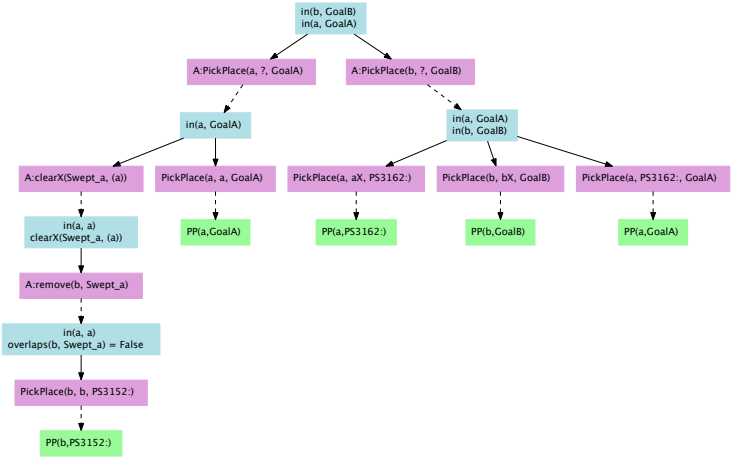 in(b, GoalB)
in(a, GoalA)
A:PickPlace(a, ?, GoalA)
A:PickPlace(b, ?, GoalB)
in(a, GoalA)
in(a, GoalA)
in(b, GoalB)
A:clearX(Swept_a, (a))
PickPlace(a, a, GoalA)
PickPlace(a, aX, PS3162:)
PickPlace(b, bX, GoalB)
PickPlace(a, PS3162:, GoalA)
in(a, a)
clearX(Swept_a, (a))
PP(a,GoalA)
PP(a,PS3162:)
PP(b,GoalB)
PP(a,GoalA)
A:remove(b, Swept_a)
in(a, a)
overlaps(b, Swept_a) = False
PickPlace(b, b, PS3152:)
PP(b,PS3152:)